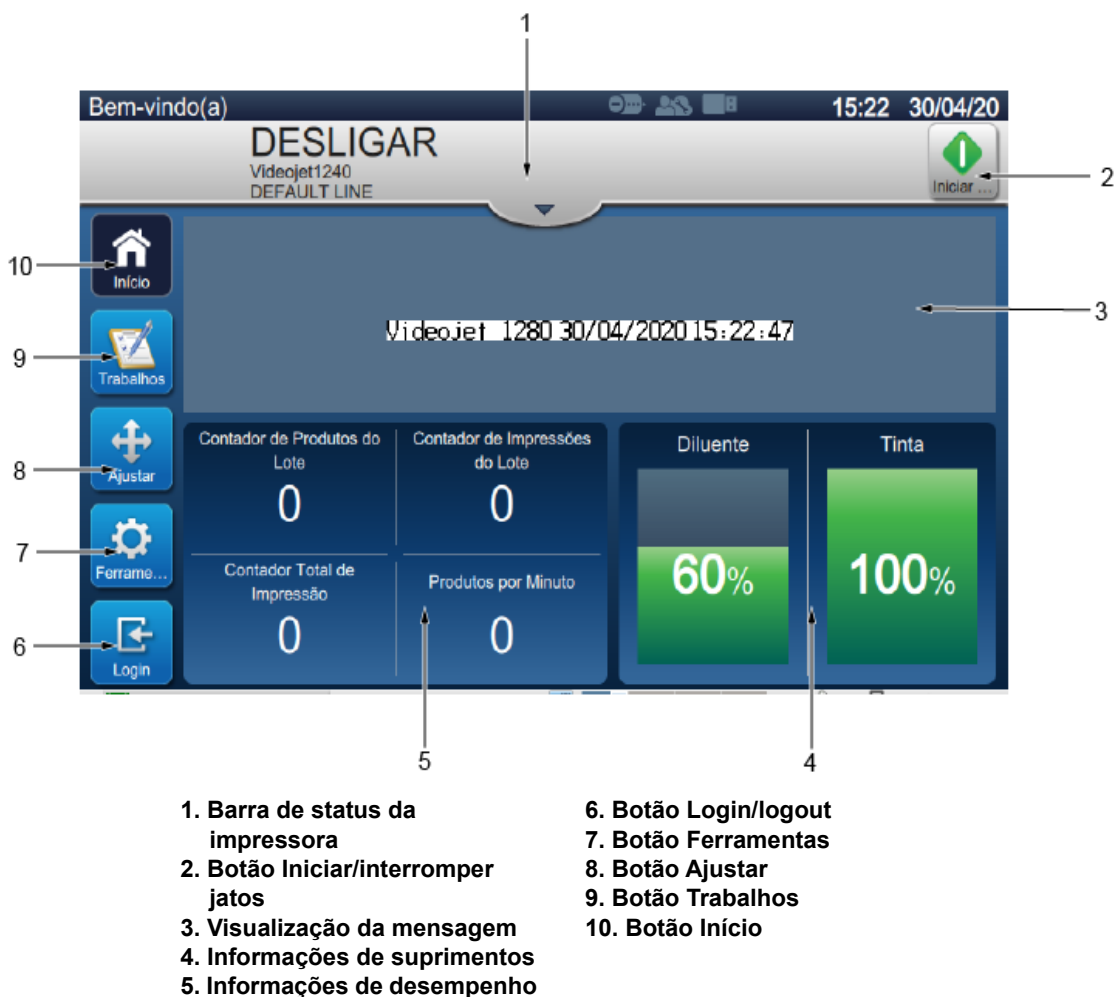 1
Bem-vindo(a)
15:22 30/04/20
DESLIGAR
Videojet1240
DEFAULT LINE
Iniciar ...
2
10
Início
3
Videojet 1280 30/04/2020 15:22:47
9
Trabalhos
8
Ajustar
Contador de Produtos do
Lote
0
Contador de Impressões
do Lote
0
Diluente
60%
Tinta
100%
7
Ferrame...
Contador Total de
Impressão
0
Produtos por Minuto
0
6
Login
5
4
1. Barra de status da
impressora
2. Botão Iniciar/interromper
jatos
3. Visualização da mensagem
4. Informações de suprimentos
5. Informações de desempenho
6. Botão Login/logout
7. Botão Ferramentas
8. Botão Ajustar
9. Botão Trabalhos
10. Botão Início